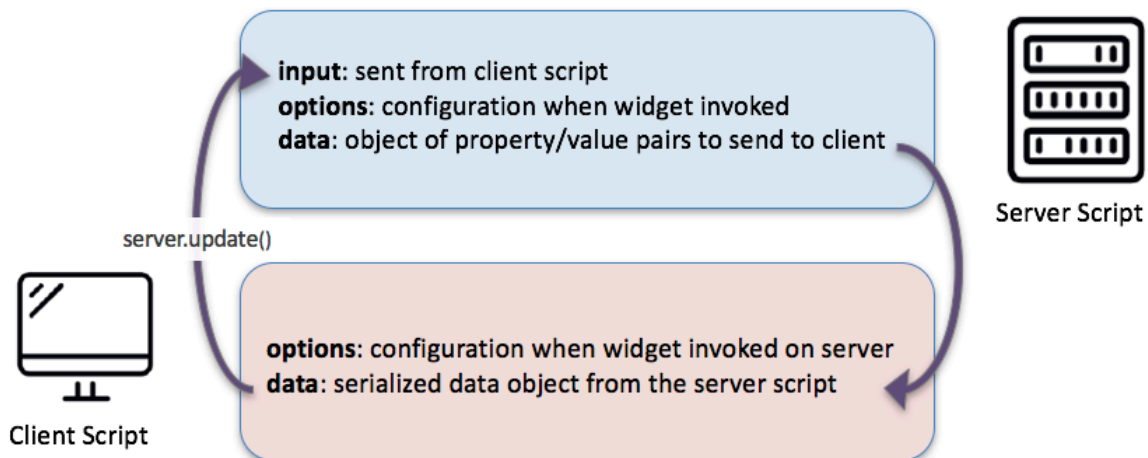 input: sent from client script
options: configuration when widget invoked
data: object of property/value pairs to send to client
Server Script
server.update()
options: configuration when widget invoked on server
data: serialized data object from the server script
Client Script